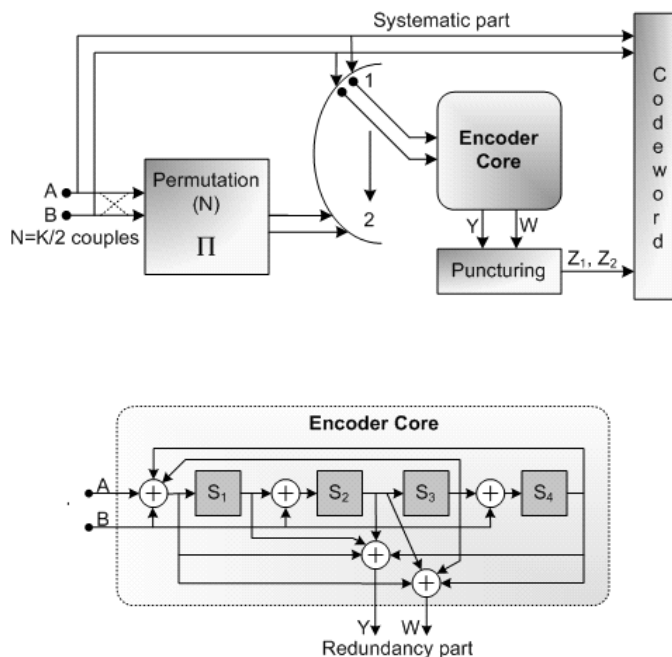 Systematic part
Codeword
1
Encoder
Core
A
B
Permutation
(N)
Π
2
N=K/2 couples
Y
W
Puncturing
Z1, Z2
Encoder Core
A
S1
S2
S3
S4
B
Y
W
Redundancy part